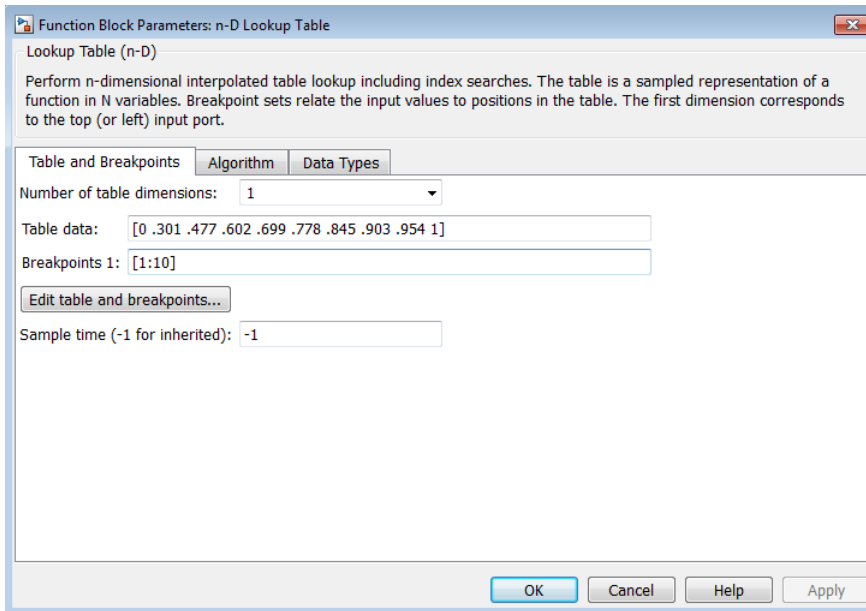 Function Block Parameters: n-D Lookup Table
Lookup Table (n-D)
Perform n-dimensional interpolated table lookup including index searches. The table is a sampled representation of a
function in N variables. Breakpoint sets relate the input values to positions in the table. The first dimension corresponds
to the top (or left) input port.
Table and Breakpoints Algorithm Data Types
Number of table dimensions: 1
Table data: [0 .301 .477 .602 .699 .778 .845 .903 .954 1]
Breakpoints 1: [1:10]
Edit table and breakpoints...
Sample time (-1 for inherited): -1
OK Cancel Help Apply